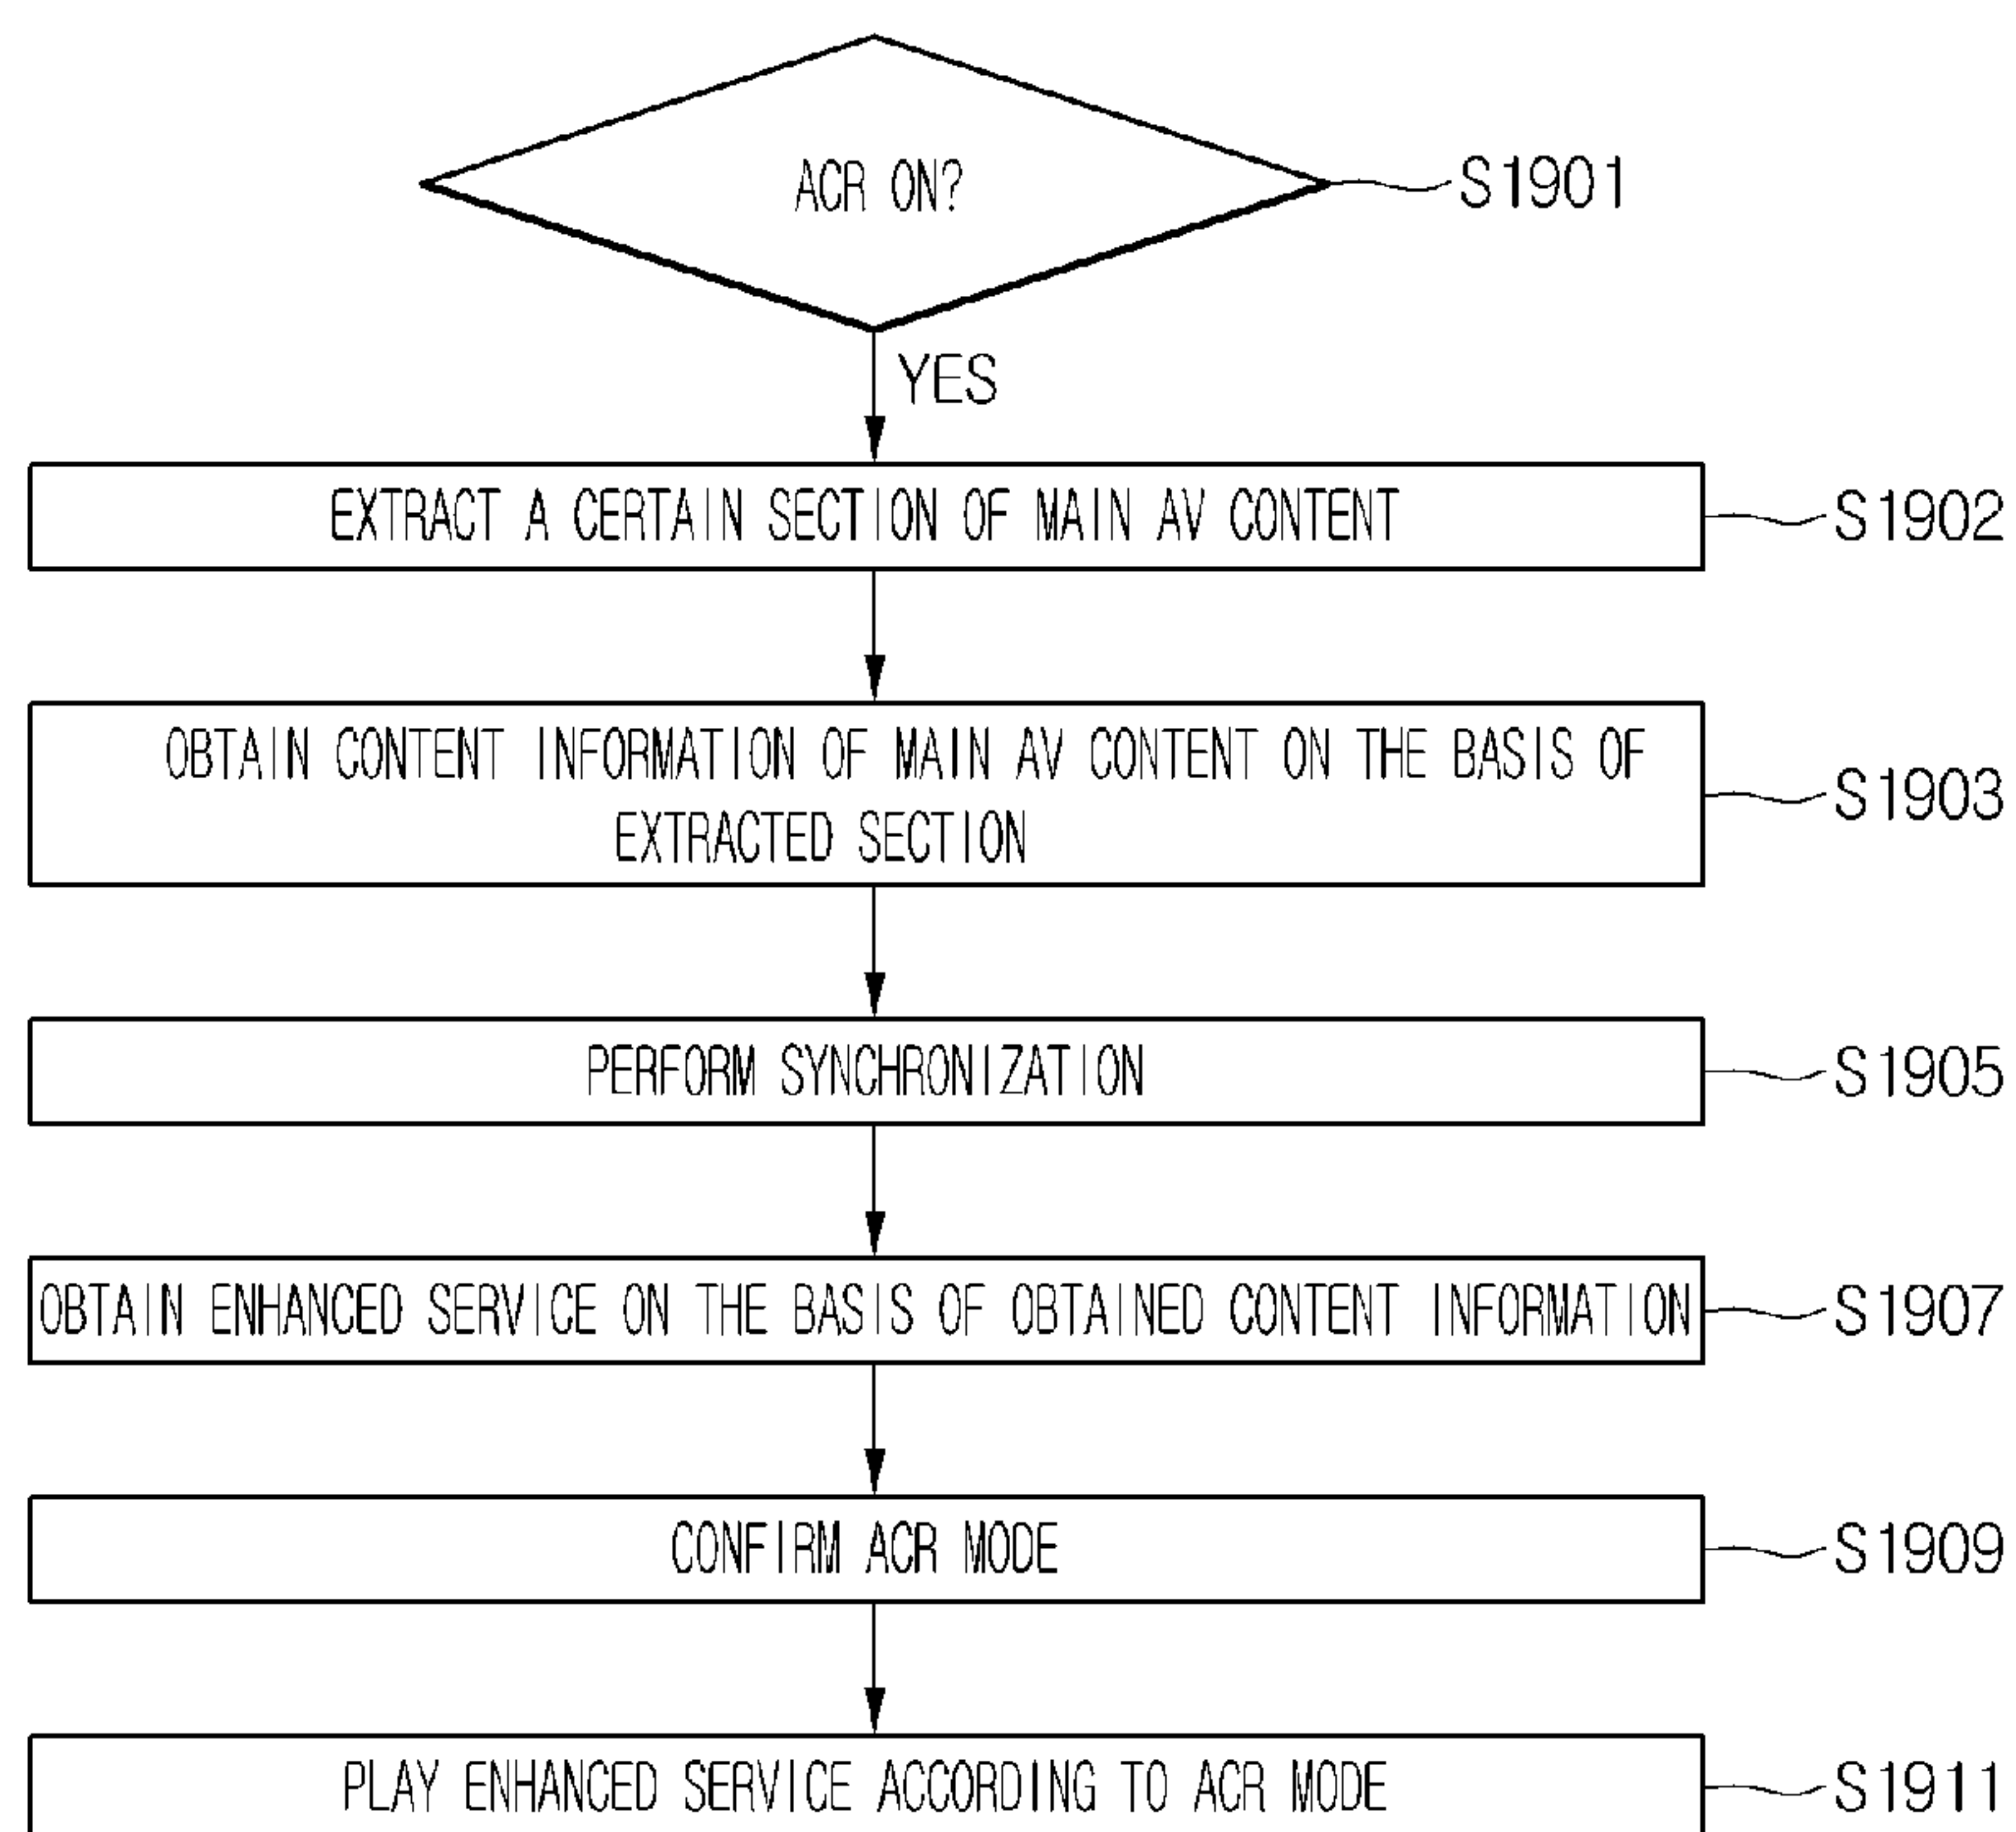 ACR ON?
S1901
YES
EXTRACT A CERTAIN SECTION OF MAIN AV CONTENT
S1902
OBTAIN CONTENT INFORMATION OF MAIN AV CONTENT ON THE BASIS OF
EXTRACTED SECTION
S1903
PERFORM SYNCHRONIZATION
S1905
OBTAIN ENHANCED SERVICE ON THE BASIS OF OBTAINED CONTENT INFORMATION
S1907
CONFIRM ACR MODE
S1909
PLAY ENHANCED SERVICE ACCORDING TO ACR MODE
S1911